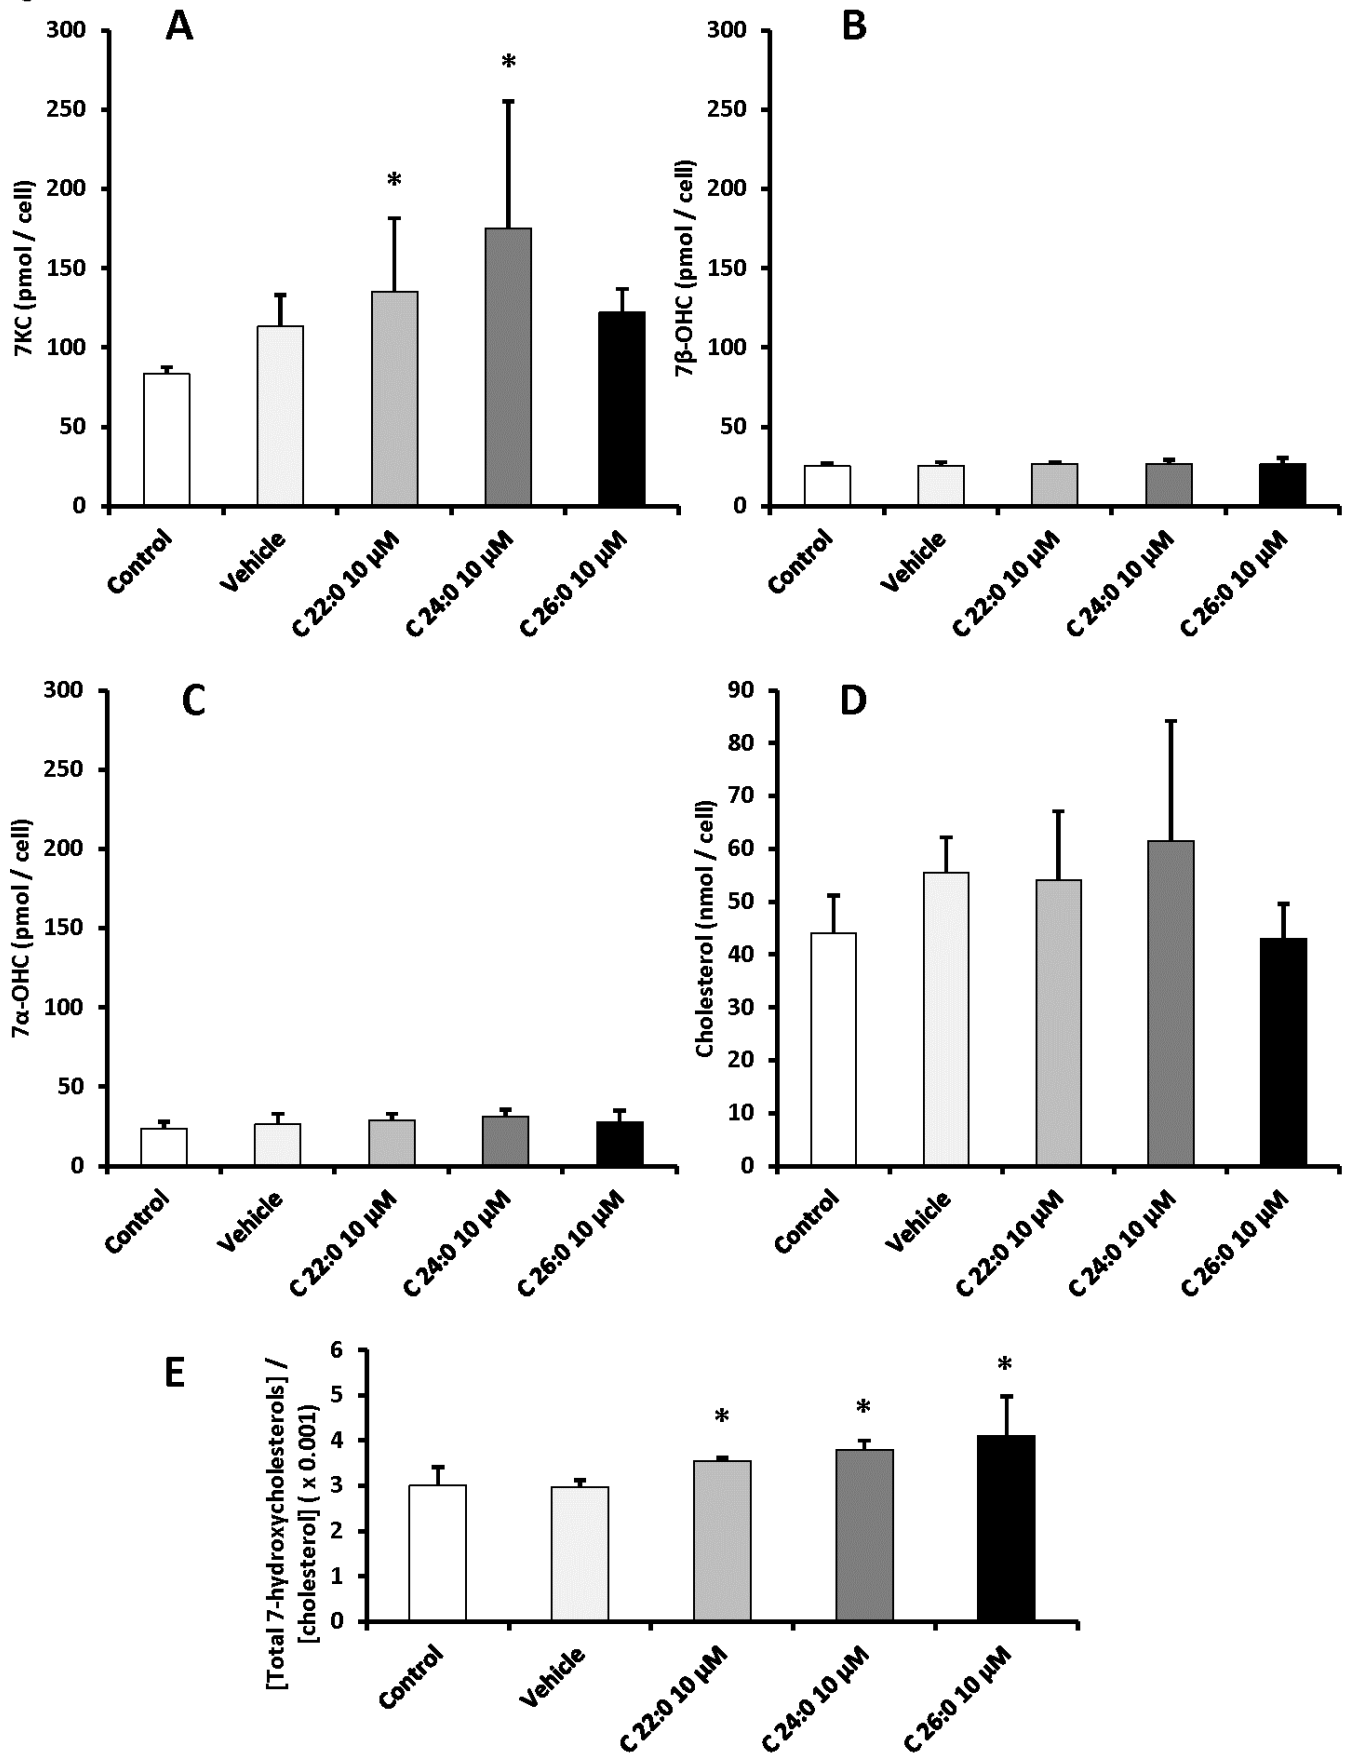 A
300
250
200
150
100
50
0
7KC (pmol / cell)
*
*
Control
Vehicle
C 22:0 10 µM
C 24:0 10 µM
C 26:0 10 µM
B
300
250
200
150
100
50
0
7β-OHC (pmol / cell)
Control
Vehicle
C 22:0 10 µM
C 24:0 10 µM
C 26:0 10 µM
C
300
250
200
150
100
50
0
7α-OHC (pmol / cell)
Control
Vehicle
C 22:0 10 µM
C 24:0 10 µM
C 26:0 10 µM
D
90
80
70
60
50
40
30
20
10
0
Cholesterol (nmol / cell)
Control
Vehicle
C 22:0 10 µM
C 24:0 10 µM
C 26:0 10 µM
E
6
5
4
3
2
1
0
[Total 7-hydroxycholesterols] /
[cholesterol] ( x 0.001)
*
*
*
Control
Vehicle
C 22:0 10 µM
C 24:0 10 µM
C 26:0 10 µM